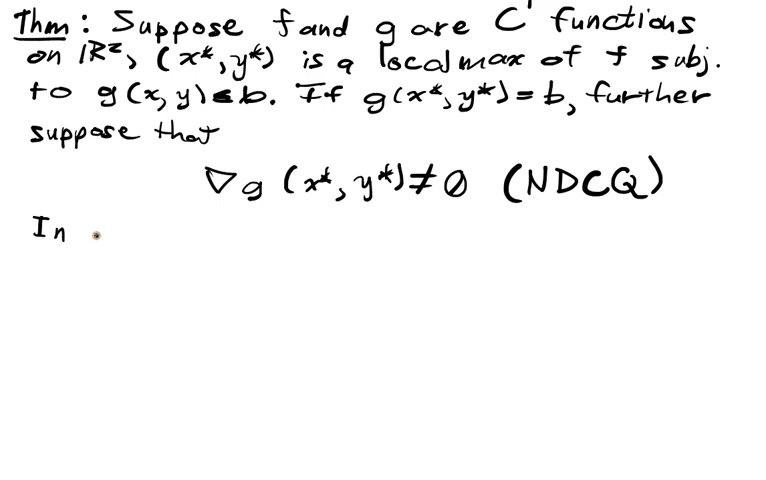 Thm: Suppose f and g are C' functions
on ℝ², (x*, y*) is a local max of f subj.
to g(x, y) ≤ b. If g(x*, y*) = b, further
suppose that
∇g (x*, y*) ≠ 0 (NDCQ)
In